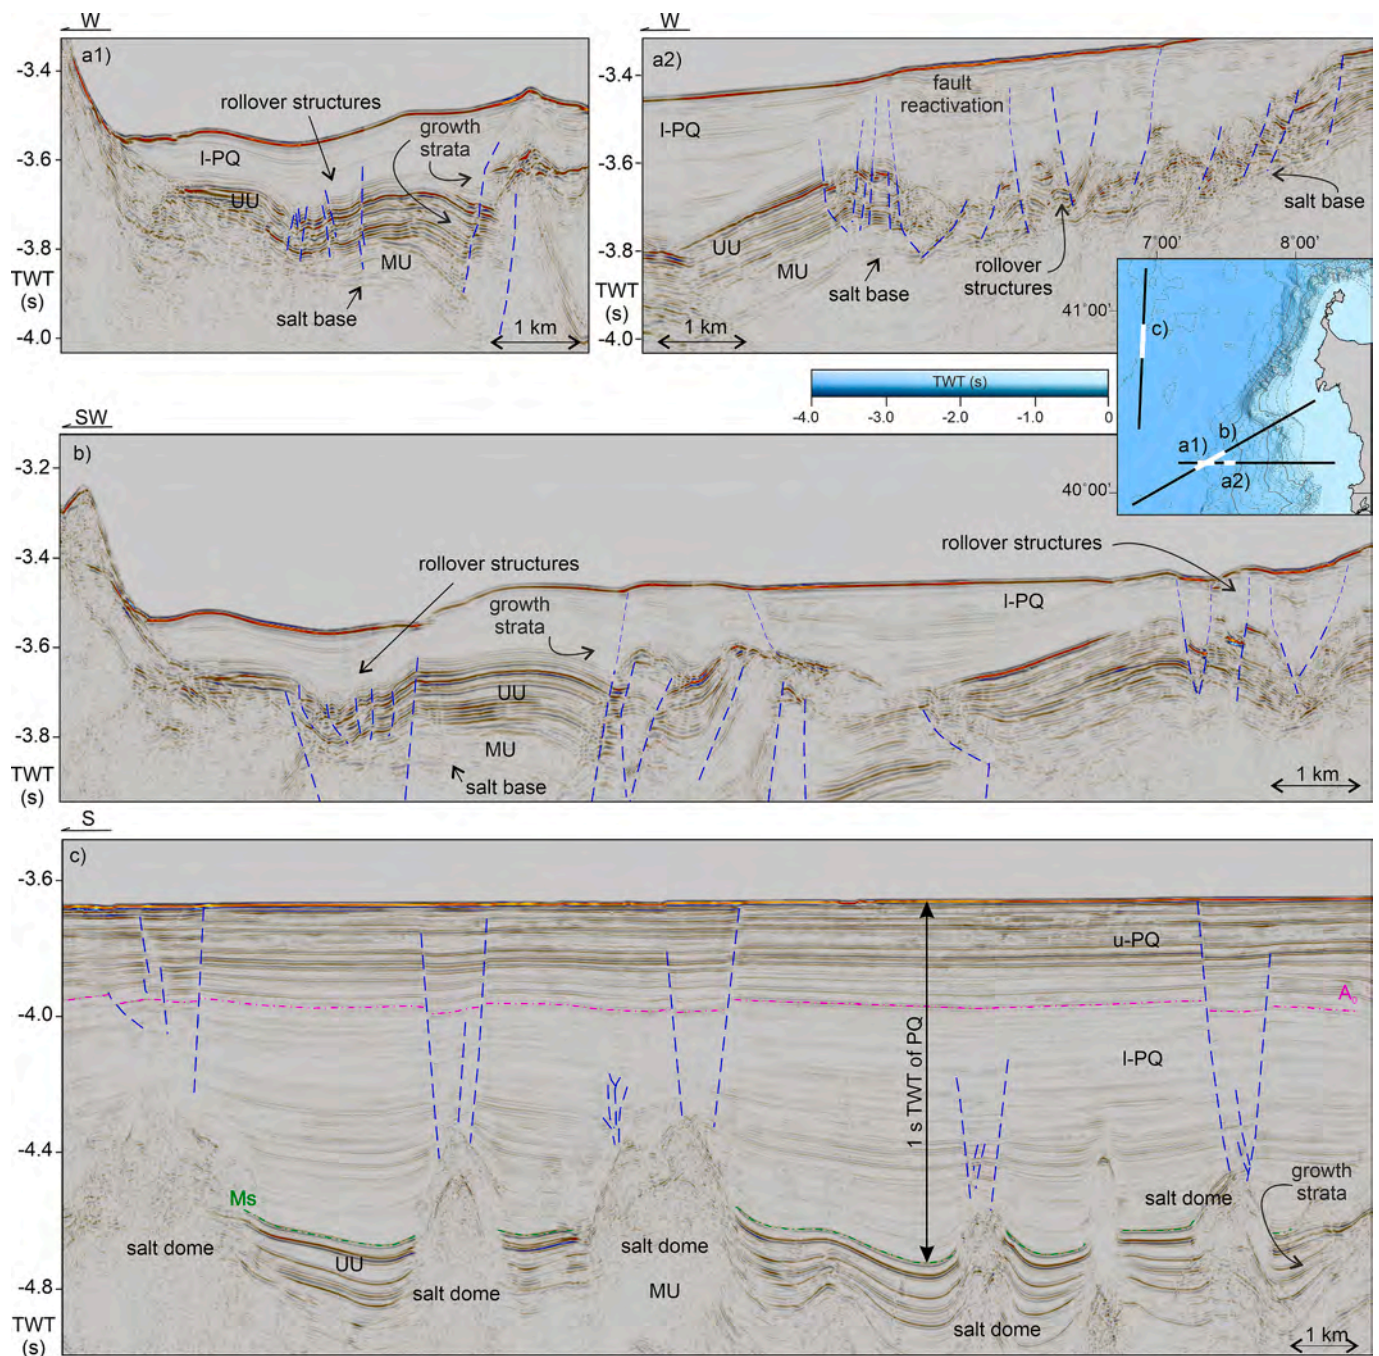 W
a1)
-3.4
-3.6
-3.8
TWT
(s)
-4.0
rollover structures
growth
strata
l-PQ
UU
MU
salt base
1 km
W
a2)
-3.4
-3.6
-3.8
TWT
(s)
-4.0
fault
reactivation
l-PQ
UU
MU
salt base
rollover
structures
salt base
1 km
7°00'
8°00'
41°00'
40°00'
c)
b)
a1)
a2)
TWT (s)
-4.0
-3.0
-2.0
-1.0
0
SW
b)
-3.2
-3.4
-3.6
-3.8
TWT
(s)
rollover structures
growth
strata
rollover structures
l-PQ
UU
MU
salt base
1 km
S
c)
-3.6
-4.0
-4.4
-4.8
TWT
(s)
u-PQ
A₀
l-PQ
1 s TWT of PQ
Ms
growth
strata
salt dome
salt dome
salt dome
UU
salt dome
MU
salt dome
1 km